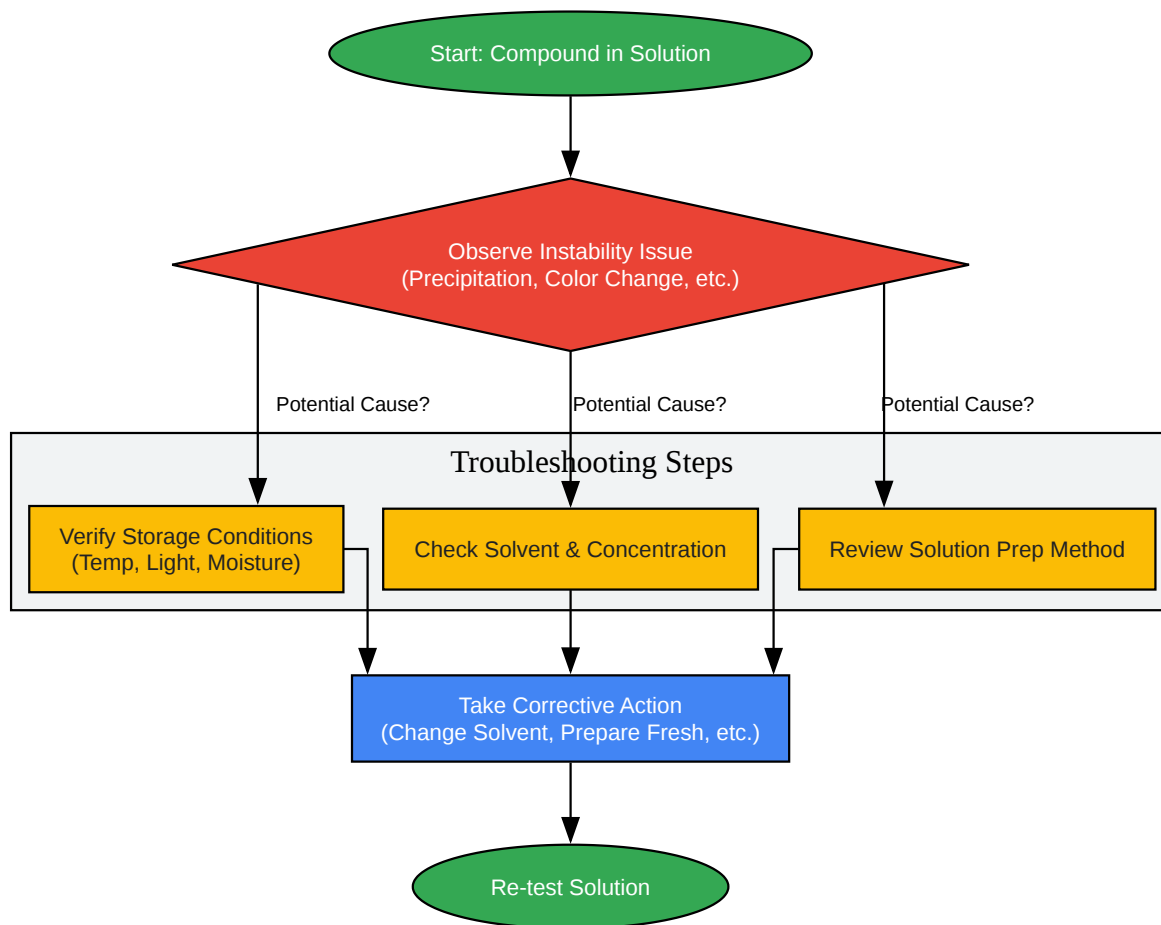 Start: Compound in Solution
Observe Instability Issue
(Precipitation, Color Change, etc.)
Potential Cause?
Potential Cause?
Potential Cause?
Troubleshooting Steps
Verify Storage Conditions
(Temp, Light, Moisture)
Check Solvent & Concentration
Review Solution Prep Method
Take Corrective Action
(Change Solvent, Prepare Fresh, etc.)
Re-test Solution